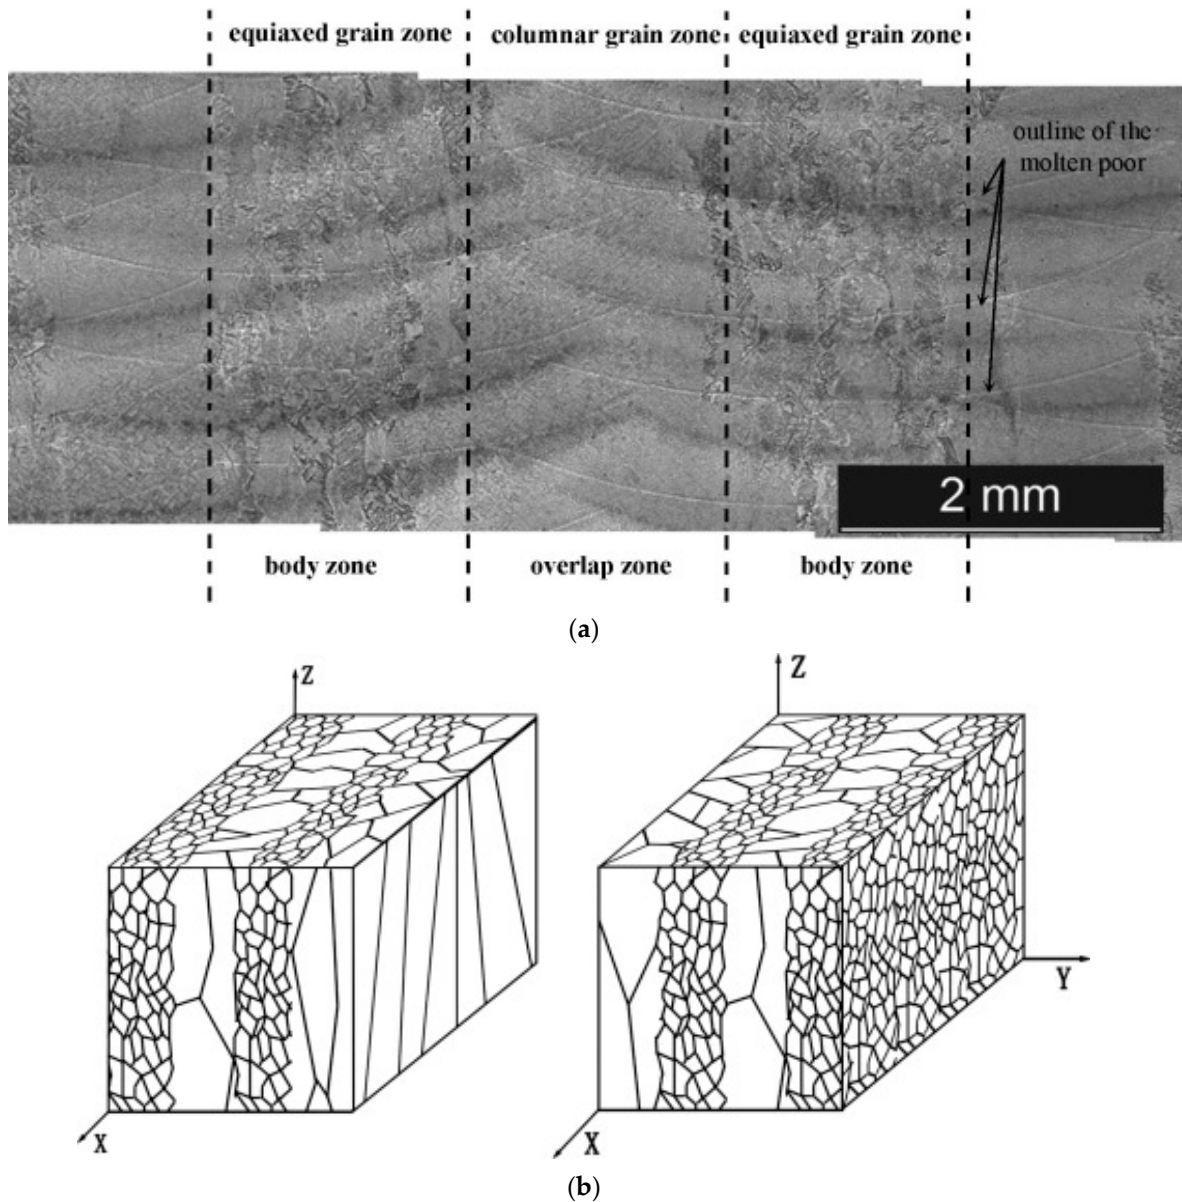 equiaxed grain zone columnar grain zone equiaxed grain zone
outline of the
molten poor
2 mm
body zone overlap zone body zone
(a)
Z Z
Y
X X
(b)